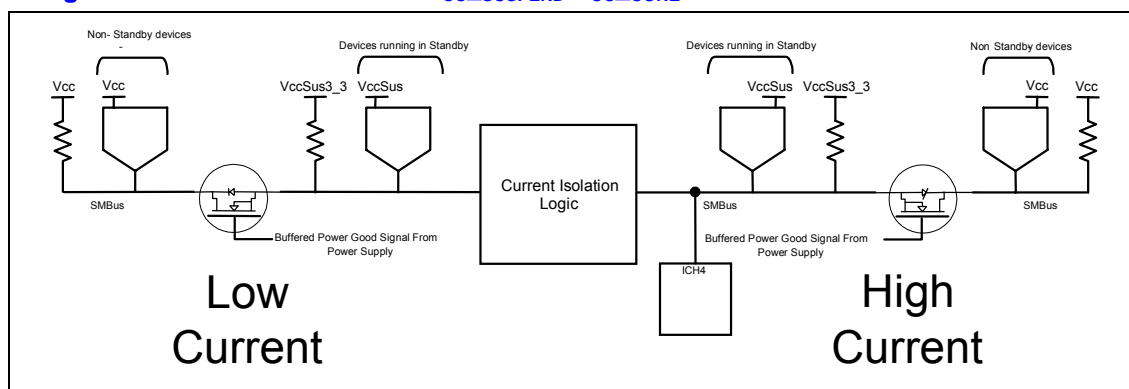 Non- Standby devices
-
Devices running in Standby
Devices running in Standby
Non Standby devices
Vcc
Vcc
VccSus3_3
VccSus
VccSus
VccSus3_3
Vcc
Vcc
Current Isolation
Logic
SMBus
SMBus
SMBus
Buffered Power Good Signal From
Power Supply
Buffered Power Good Signal From
Power Supply
ICH4
Low
Current
High
Current